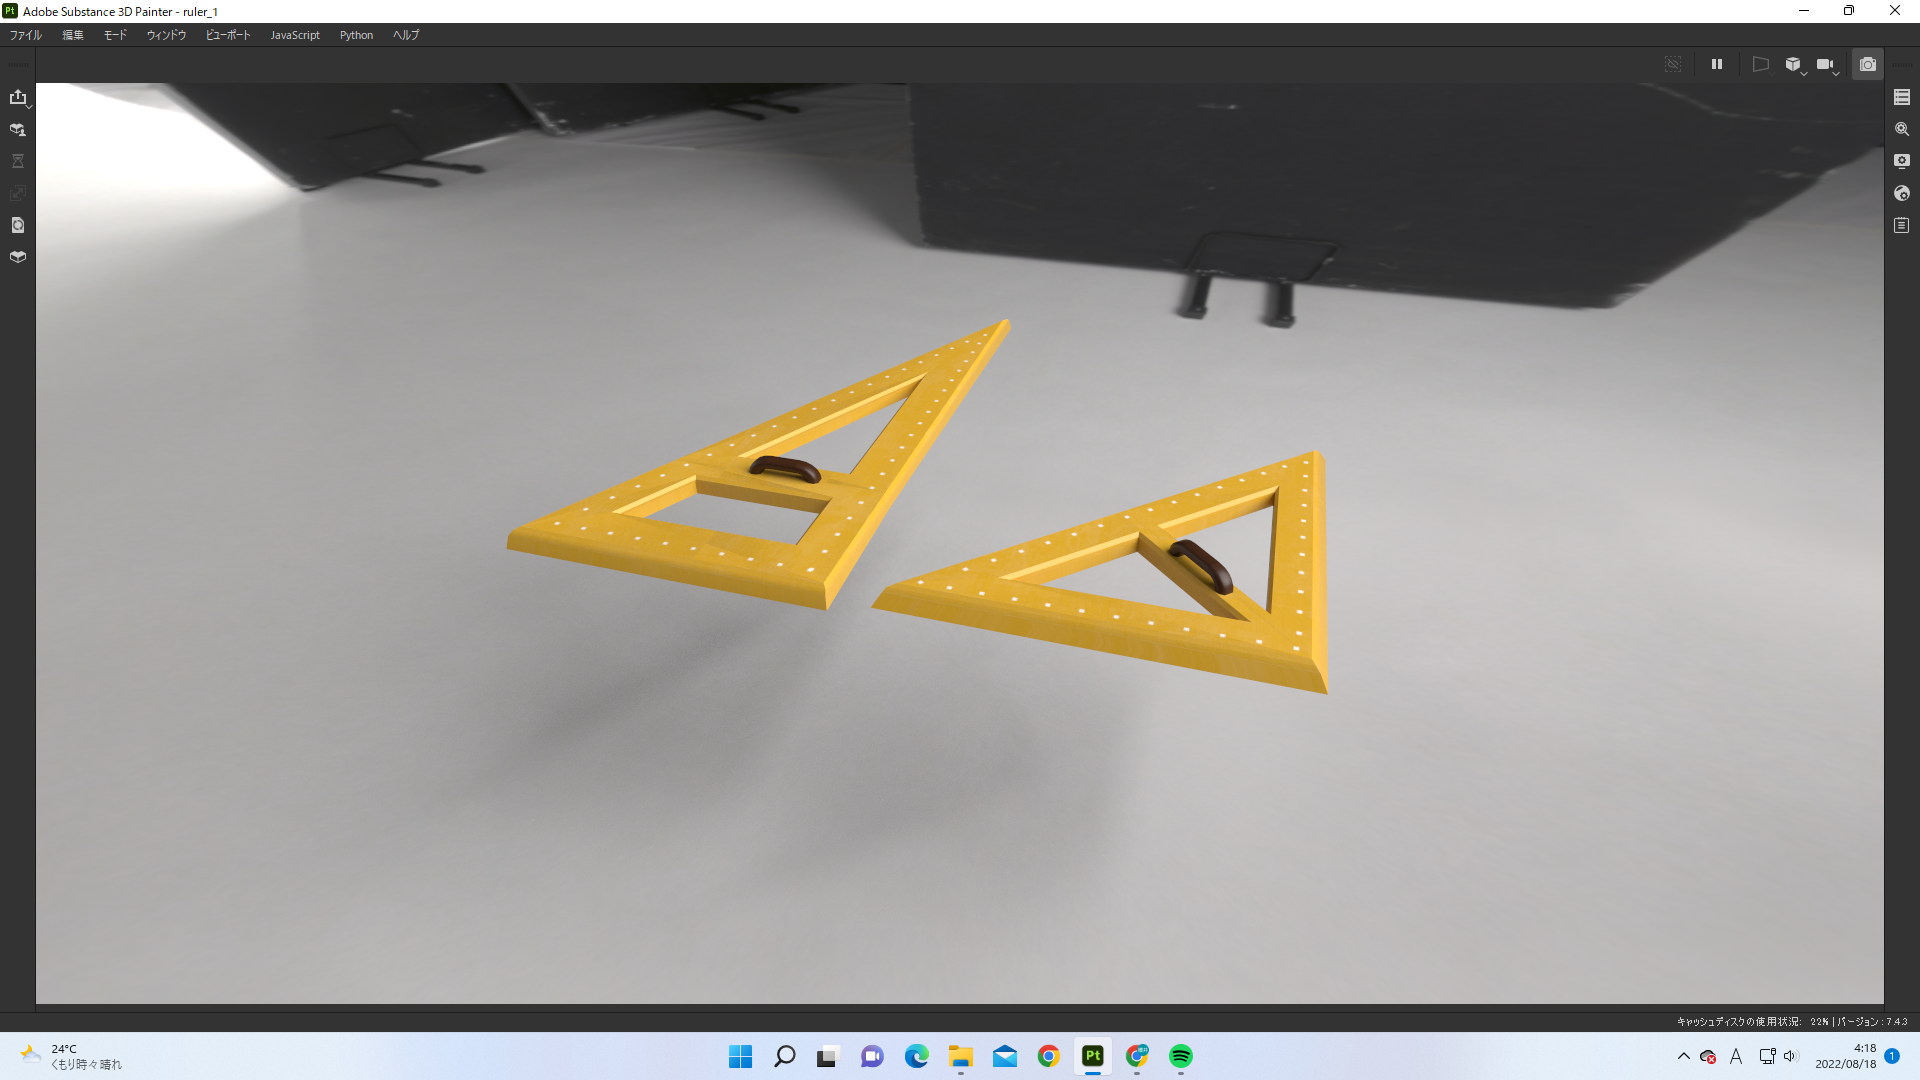 Pt Adobe Substance 3D Painter - ruler_1
ファイル 編集 モード ウィンドウ ビューポート JavaScript Python ヘルプ
キャッシュディスクの使用状況: 22% | バージョン : 7.4.3
24°C
くもり時々晴れ
Pt
A
4:18
2022/08/18
1